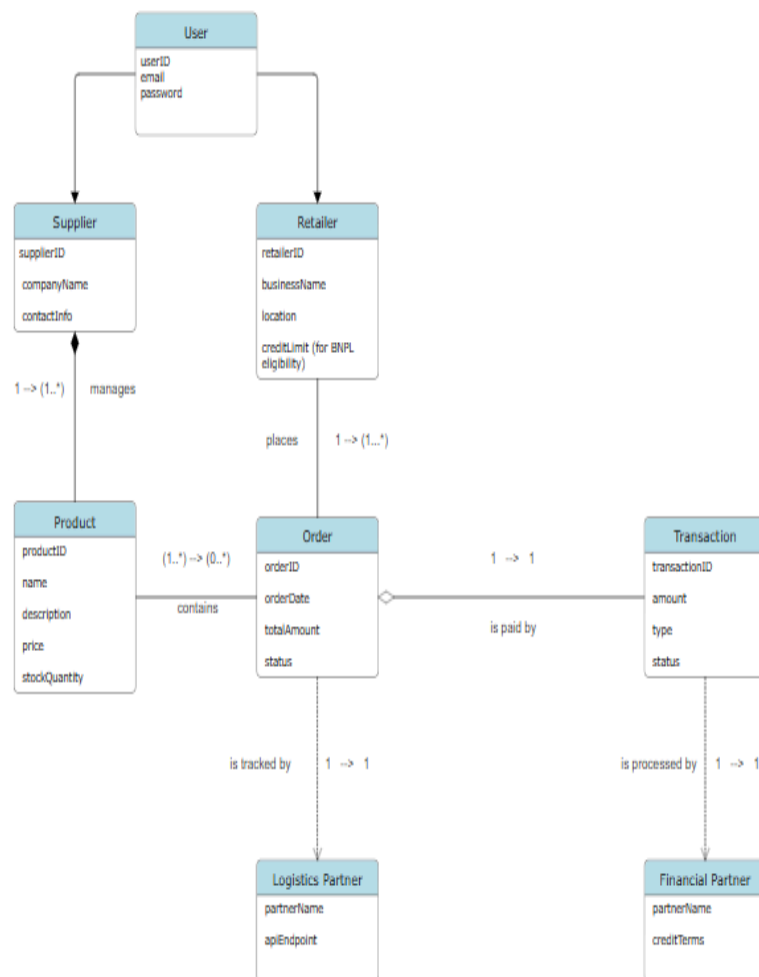 User
userID
email
password
Supplier
supplierID
companyName
contactInfo
Retailer
retailerID
businessName
location
creditLimit (for BNPL
eligibility)
1 --> (1..*)
manages
places
1 --> (1...*)
Product
productID
name
description
price
stockQuantity
(1..*) --> (0..*)
contains
Order
orderID
orderDate
totalAmount
status
1 --> 1
is paid by
Transaction
transactionID
amount
type
status
is tracked by
1 --> 1
is processed by
1 --> 1
Logistics Partner
partnerName
apiEndpoint
Financial Partner
partnerName
creditTerms